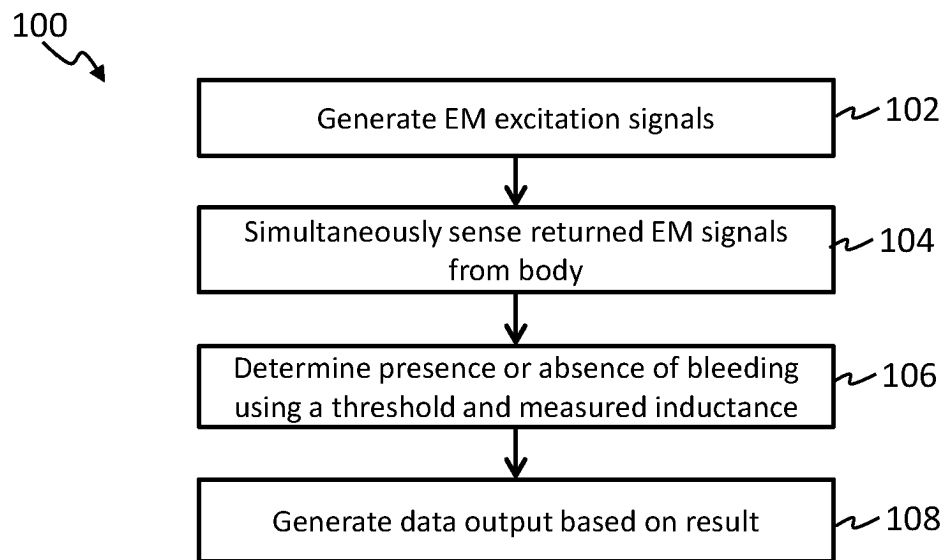 100
Generate EM excitation signals
102
Simultaneously sense returned EM signals
from body
104
Determine presence or absence of bleeding
using a threshold and measured inductance
106
Generate data output based on result
108